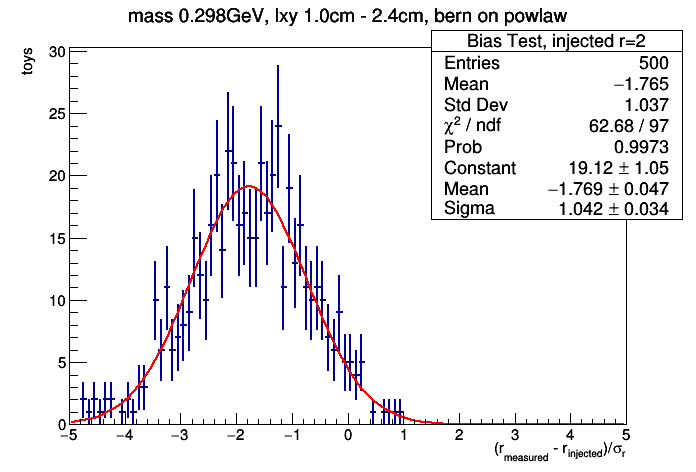 mass 0.298GeV, lxy 1.0cm - 2.4cm, bern on powlaw
toys
Bias Test, injected r=2
Entries 500
Mean −1.765
Std Dev 1.037
χ² / ndf 62.68 / 97
Prob 0.9973
Constant 19.12 ± 1.05
Mean −1.769 ± 0.047
Sigma 1.042 ± 0.034
30
25
20
15
10
5
0
−5 −4 −3 −2 −1 0 1 2 3 4 5
(r_measured - r_injected)/σ_r